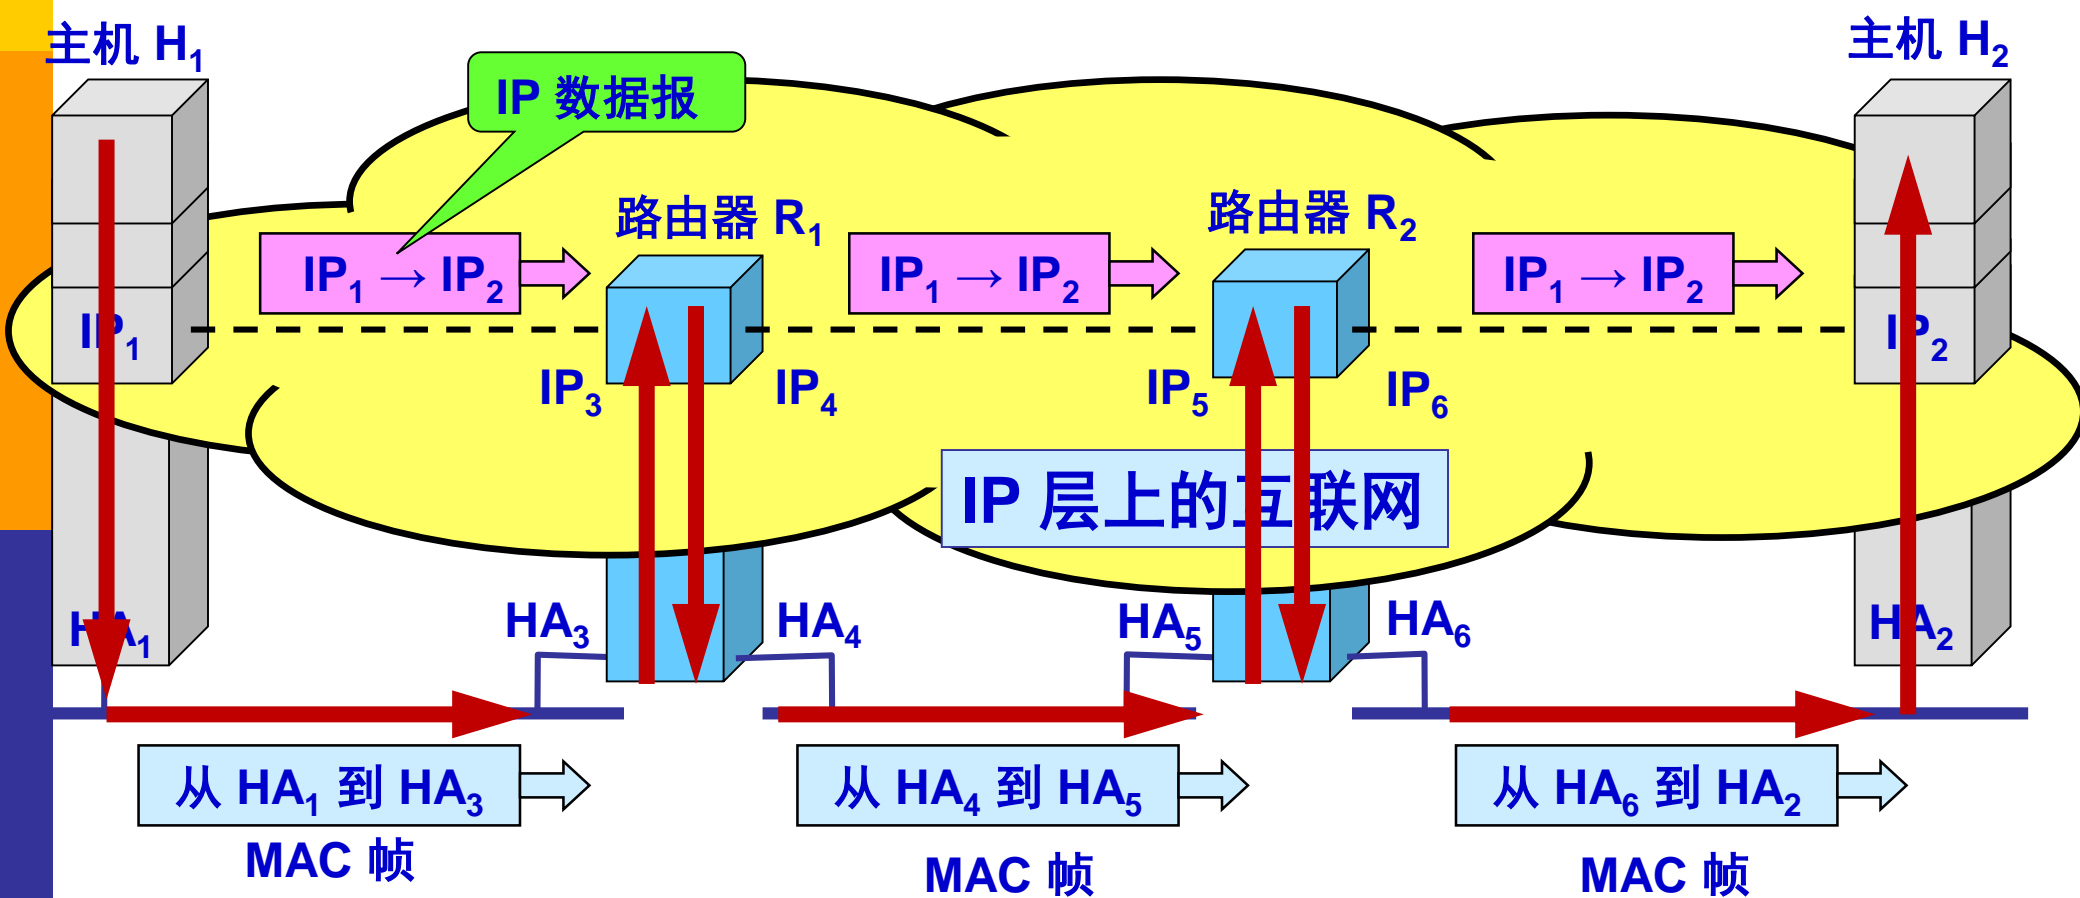 主机 H₁
主机 H₂
IP 数据报
路由器 R₁
路由器 R₂
IP₁ → IP₂
IP₁ → IP₂
IP₁ → IP₂
IP₁
IP₂
IP₃
IP₄
IP₅
IP₆
IP 层上的互联网
HA₁
HA₃
HA₄
HA₅
HA₆
HA₂
从 HA₁ 到 HA₃
从 HA₄ 到 HA₅
从 HA₆ 到 HA₂
MAC 帧
MAC 帧
MAC 帧